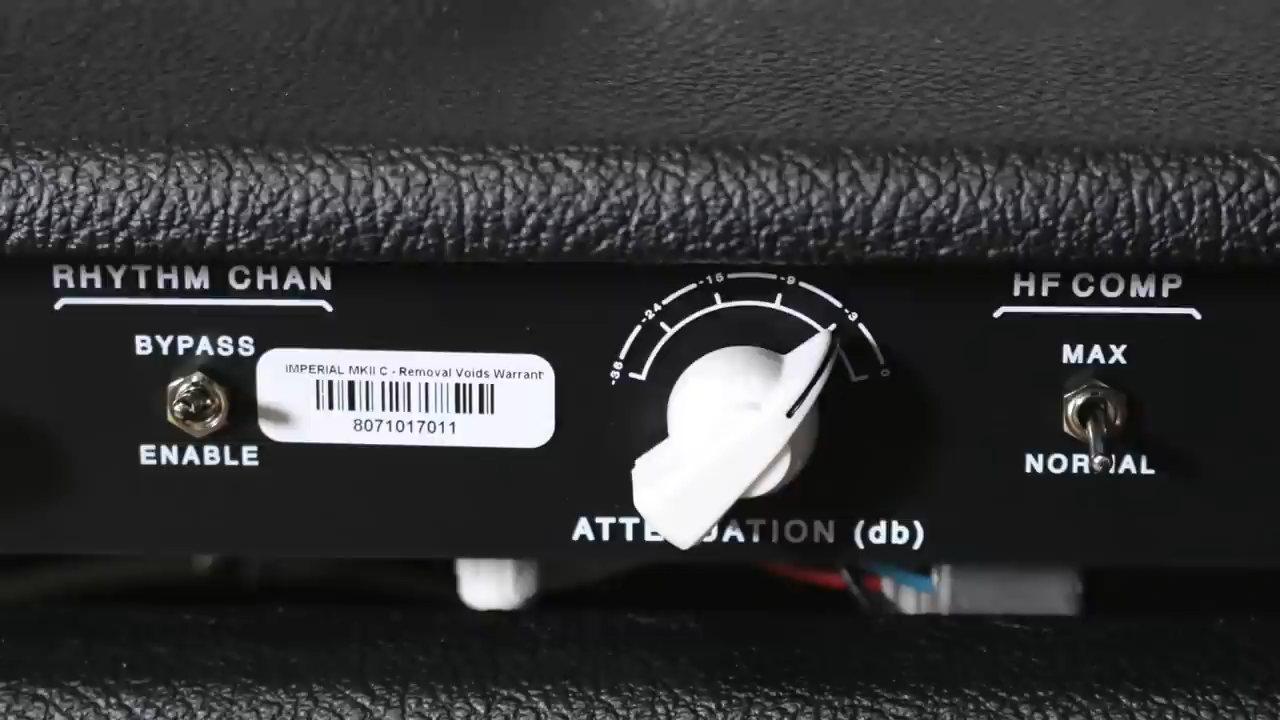 RHYTHM CHAN
BYPASS
ENABLE
IMPERIAL MKII C - Removal Voids Warrant
8071017011
-36 -24 -15 -9 -3 0
(db)
HF COMP
MAX
NORMAL